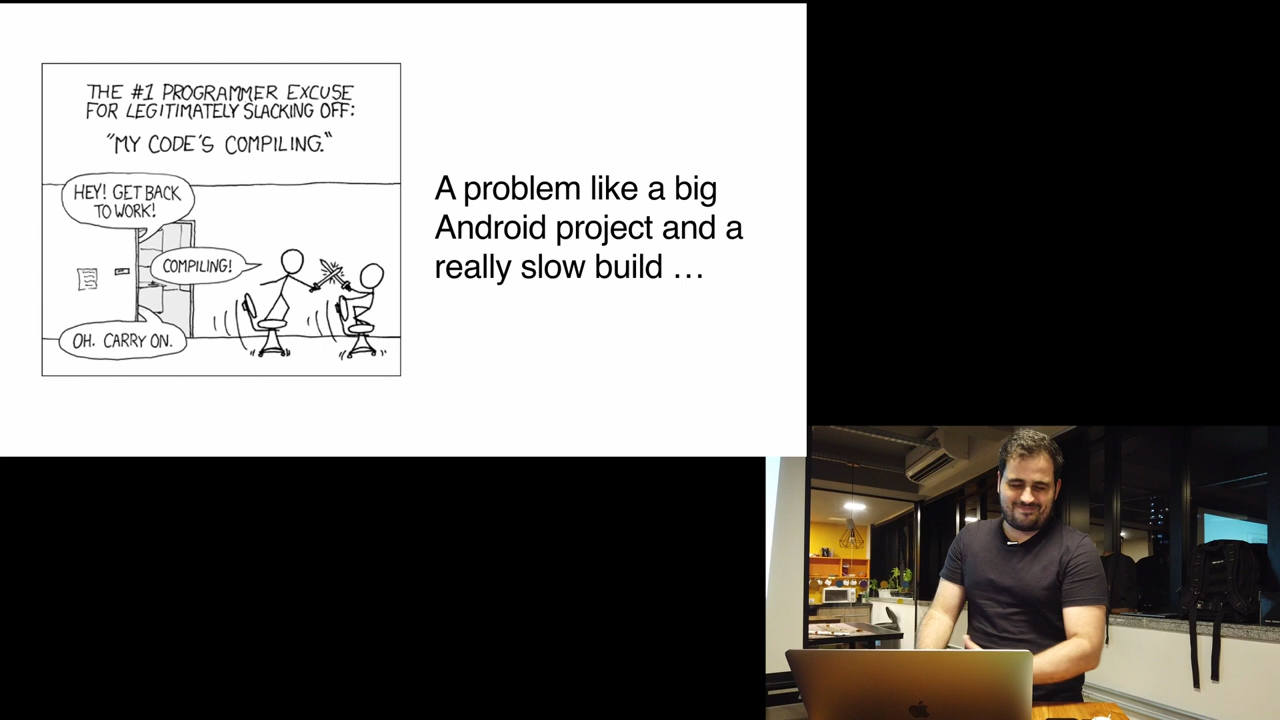 THE #1 PROGRAMMER EXCUSE
FOR LEGITIMATELY SLACKING OFF:
"MY CODE'S COMPILING."
HEY! GET BACK
TO WORK!
COMPILING!
OH. CARRY ON.
A problem like a big
Android project and a
really slow build …